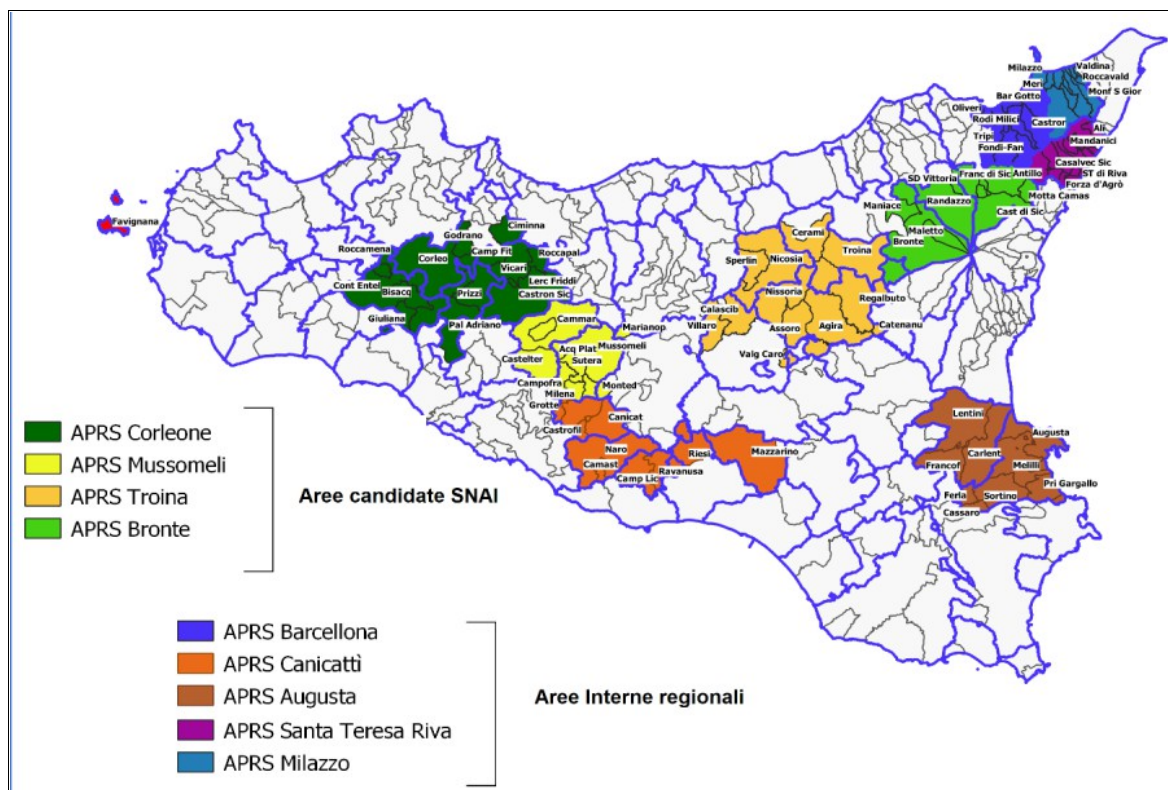 Milazzo
Valdina
Meri
Roccavald
Bar Gotto
Monf S Gior
Oliveri
Rodi Milici
Castror
Alì
Tripi
Mandanici
Fondi-Fan
Casalvec Sic
SD Vittoria
Franc di Sic
Antillo
ST di Riva
Forza d'Agrò
Randazzo
Motta Camas
Maniace
Cast di Sic
Maletto
Bronte
Favignana
Ciminna
Godrano
Roccamena
Camp Fit
Roccapal
Corleo
Vicari
Cont Entel
Lerc Friddi
Bisacq
Prizzi
Castron Sic
Giuliana
Pal Adriano
Cerami
Troina
Sperlin
Nicosia
Nissoria
Regalbuto
Calascib
Villaro
Assoro
Agira
Catenanu
Valg Caro
Cammar
Marianop
Acq Plat
Mussomeli
Castelter
Sutera
Campofra
Monted
Milena
Grotte
Canicat
Castrofil
Naro
Riesi
Mazzarino
Camast
Ravanusa
Camp Lic
Lentini
Augusta
Carlent
Francof
Melilli
Pri Gargallo
Ferla
Sortino
Cassaro
APRS Corleone
APRS Mussomeli
APRS Troina
APRS Bronte
Aree candidate SNAI
APRS Barcellona
APRS Canicattì
APRS Augusta
APRS Santa Teresa Riva
APRS Milazzo
Aree Interne regionali